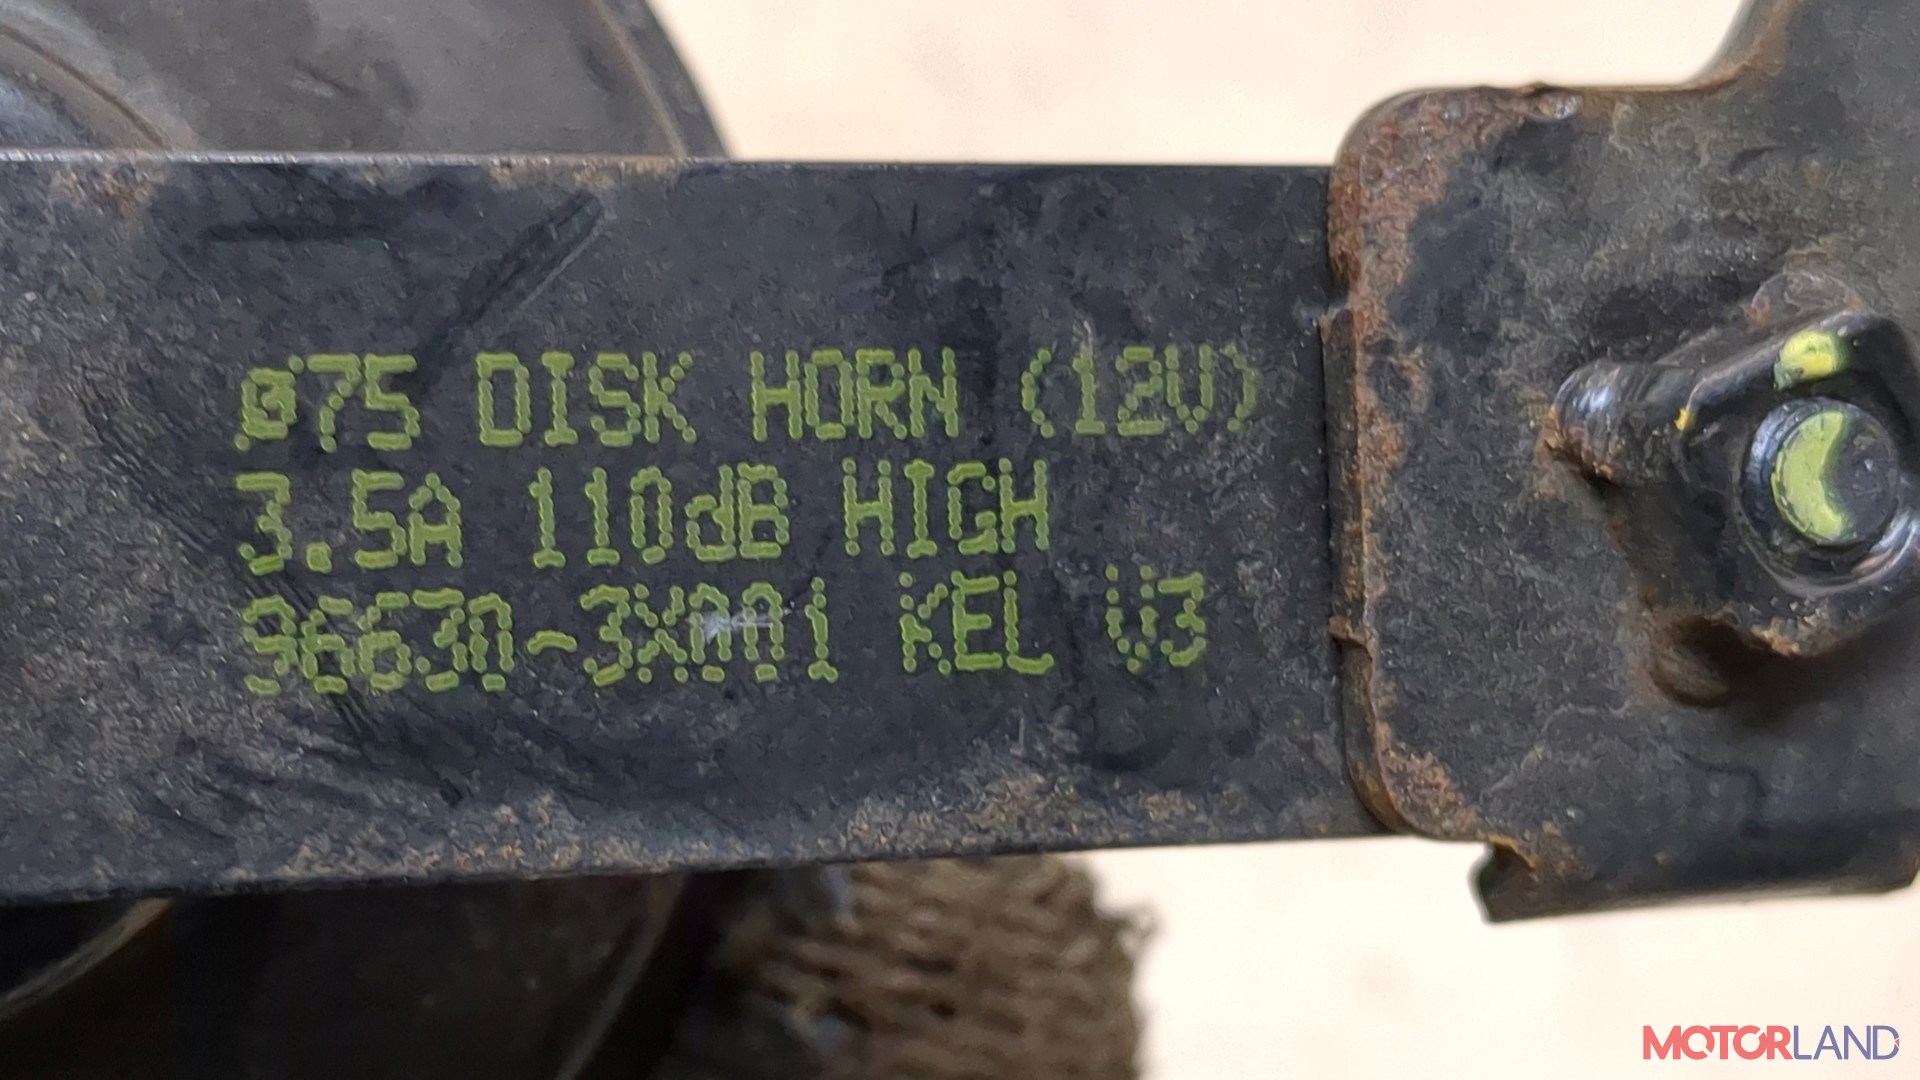 Ø75 DISK HORN (12V)
3.5A 110dB HIGH
96630-3X001 KEL V3
MOTORLAND